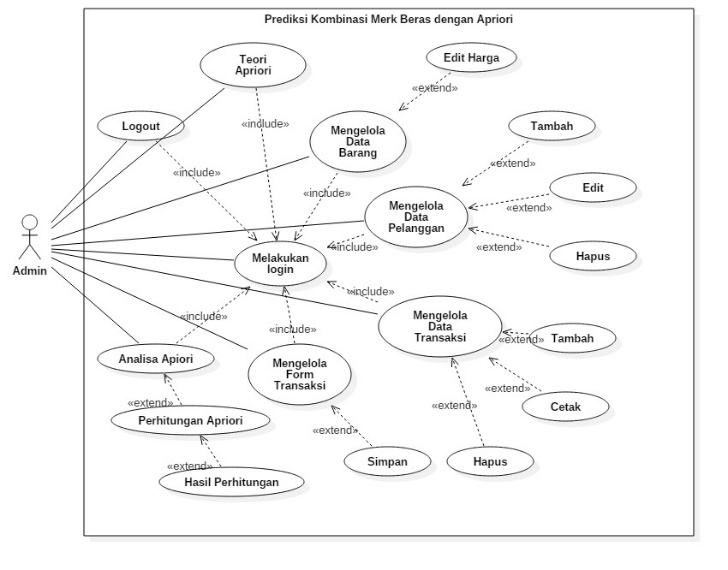 Prediksi Kombinasi Merk Beras dengan Apriori
Teori
Apriori
Edit Harga
«extend»
Logout
«include»
Mengelola
Data
Barang
Tambah
«include»
«extend»
«include»
Edit
Mengelola
Data
Pelanggan
«extend»
Admin
Melakukan
login
«include»
«extend»
Hapus
«include»
Mengelola
Data
Transaksi
«include»
«include»
«extend»
Tambah
Analisa Apiori
Mengelola
Form
Transaksi
«extend»
«extend»
«extend»
Cetak
Perhitungan Apriori
«extend»
«extend»
Simpan
Hapus
Hasil Perhitungan